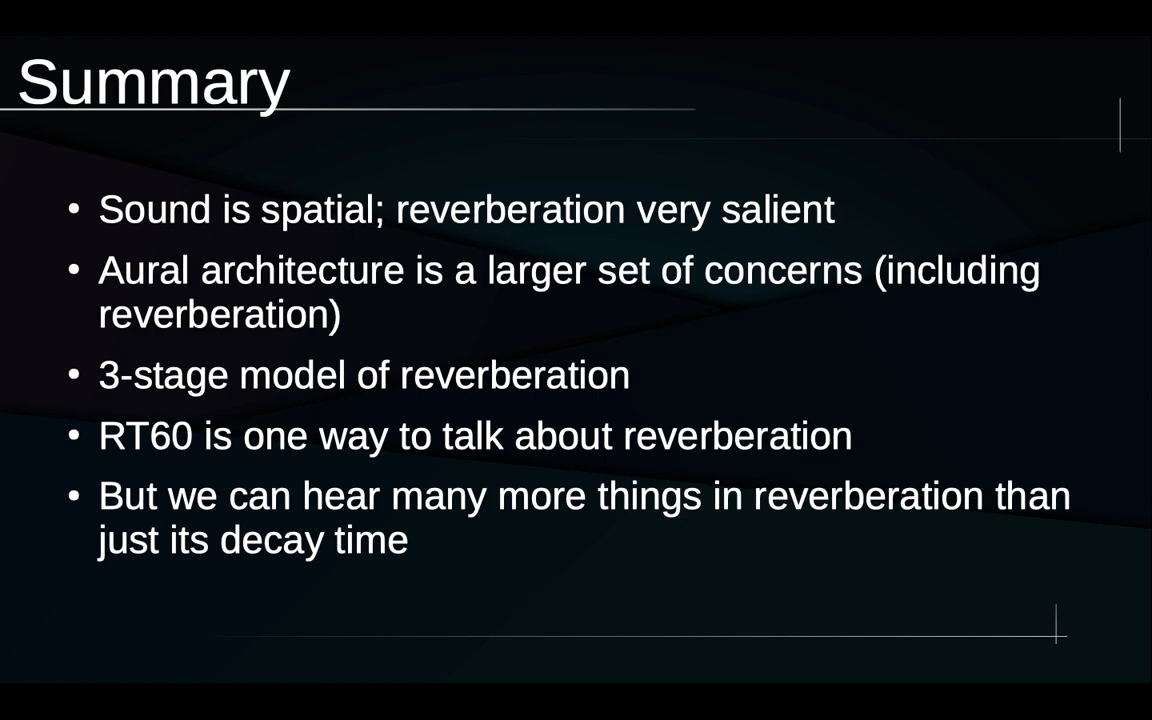 Summary
• Sound is spatial; reverberation very salient
• Aural architecture is a larger set of concerns (including
reverberation)
• 3-stage model of reverberation
• RT60 is one way to talk about reverberation
• But we can hear many more things in reverberation than
just its decay time